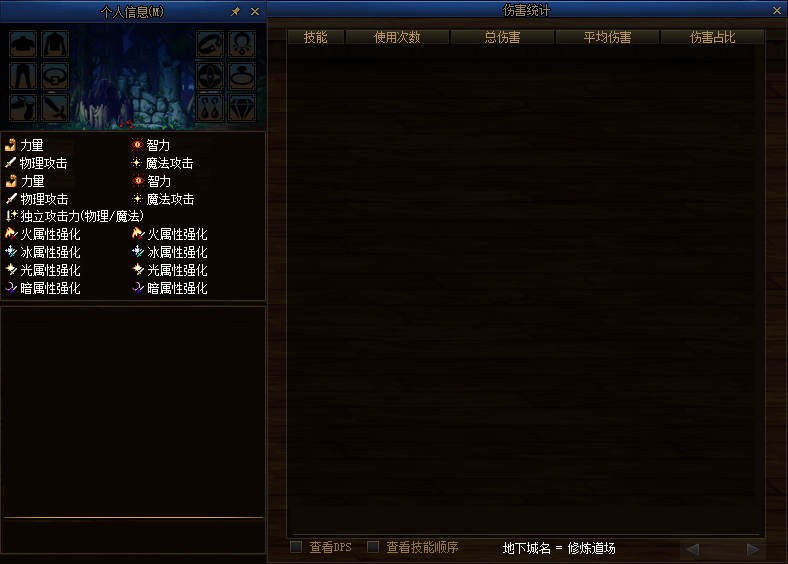 个人信息(M)
伤害统计
技能 使用次数 总伤害 平均伤害 伤害占比
力量 智力
物理攻击 魔法攻击
力量 智力
物理攻击 魔法攻击
独立攻击力(物理/魔法)
火属性强化 火属性强化
冰属性强化 冰属性强化
光属性强化 光属性强化
暗属性强化 暗属性强化
查看DPS 查看技能顺序 地下城名 = 修炼道场